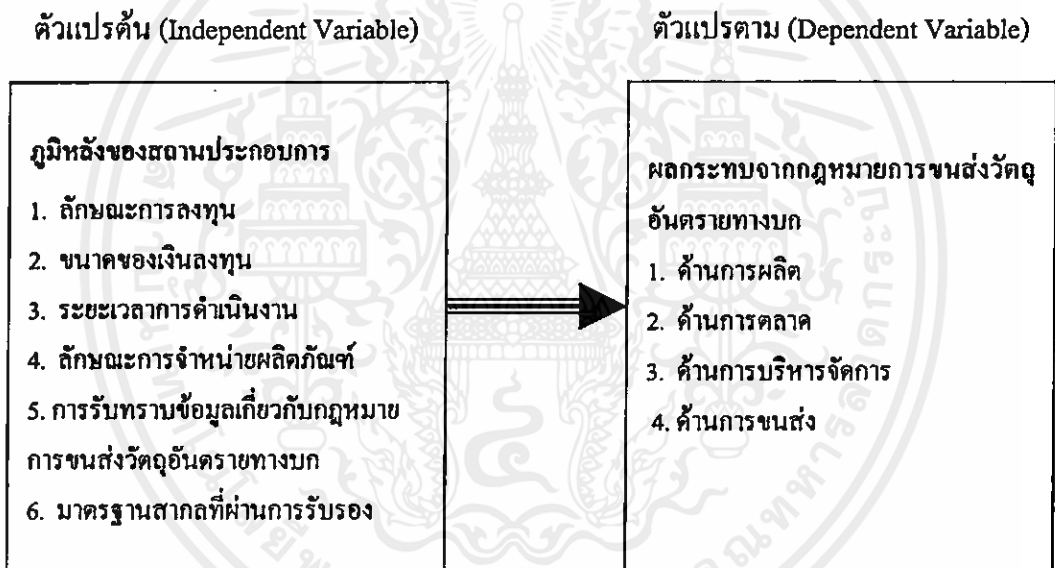 ตัวแปรต้น (Independent Variable)
ตัวแปรตาม (Dependent Variable)
ภูมิหลังของสถานประกอบการ
1. ลักษณะการลงทุน
2. ขนาดของเงินลงทุน
3. ระยะเวลาการดำเนินงาน
4. ลักษณะการจำหน่ายผลิตภัณฑ์
5. การรับทราบข้อมูลเกี่ยวกับกฎหมาย
การขนส่งวัตถุอันตรายทางบก
6. มาตรฐานสากลที่ผ่านการรับรอง
ผลกระทบจากกฎหมายการขนส่งวัตถุ
อันตรายทางบก
1. ด้านการผลิต
2. ด้านการตลาด
3. ด้านการบริหารจัดการ
4. ด้านการขนส่ง